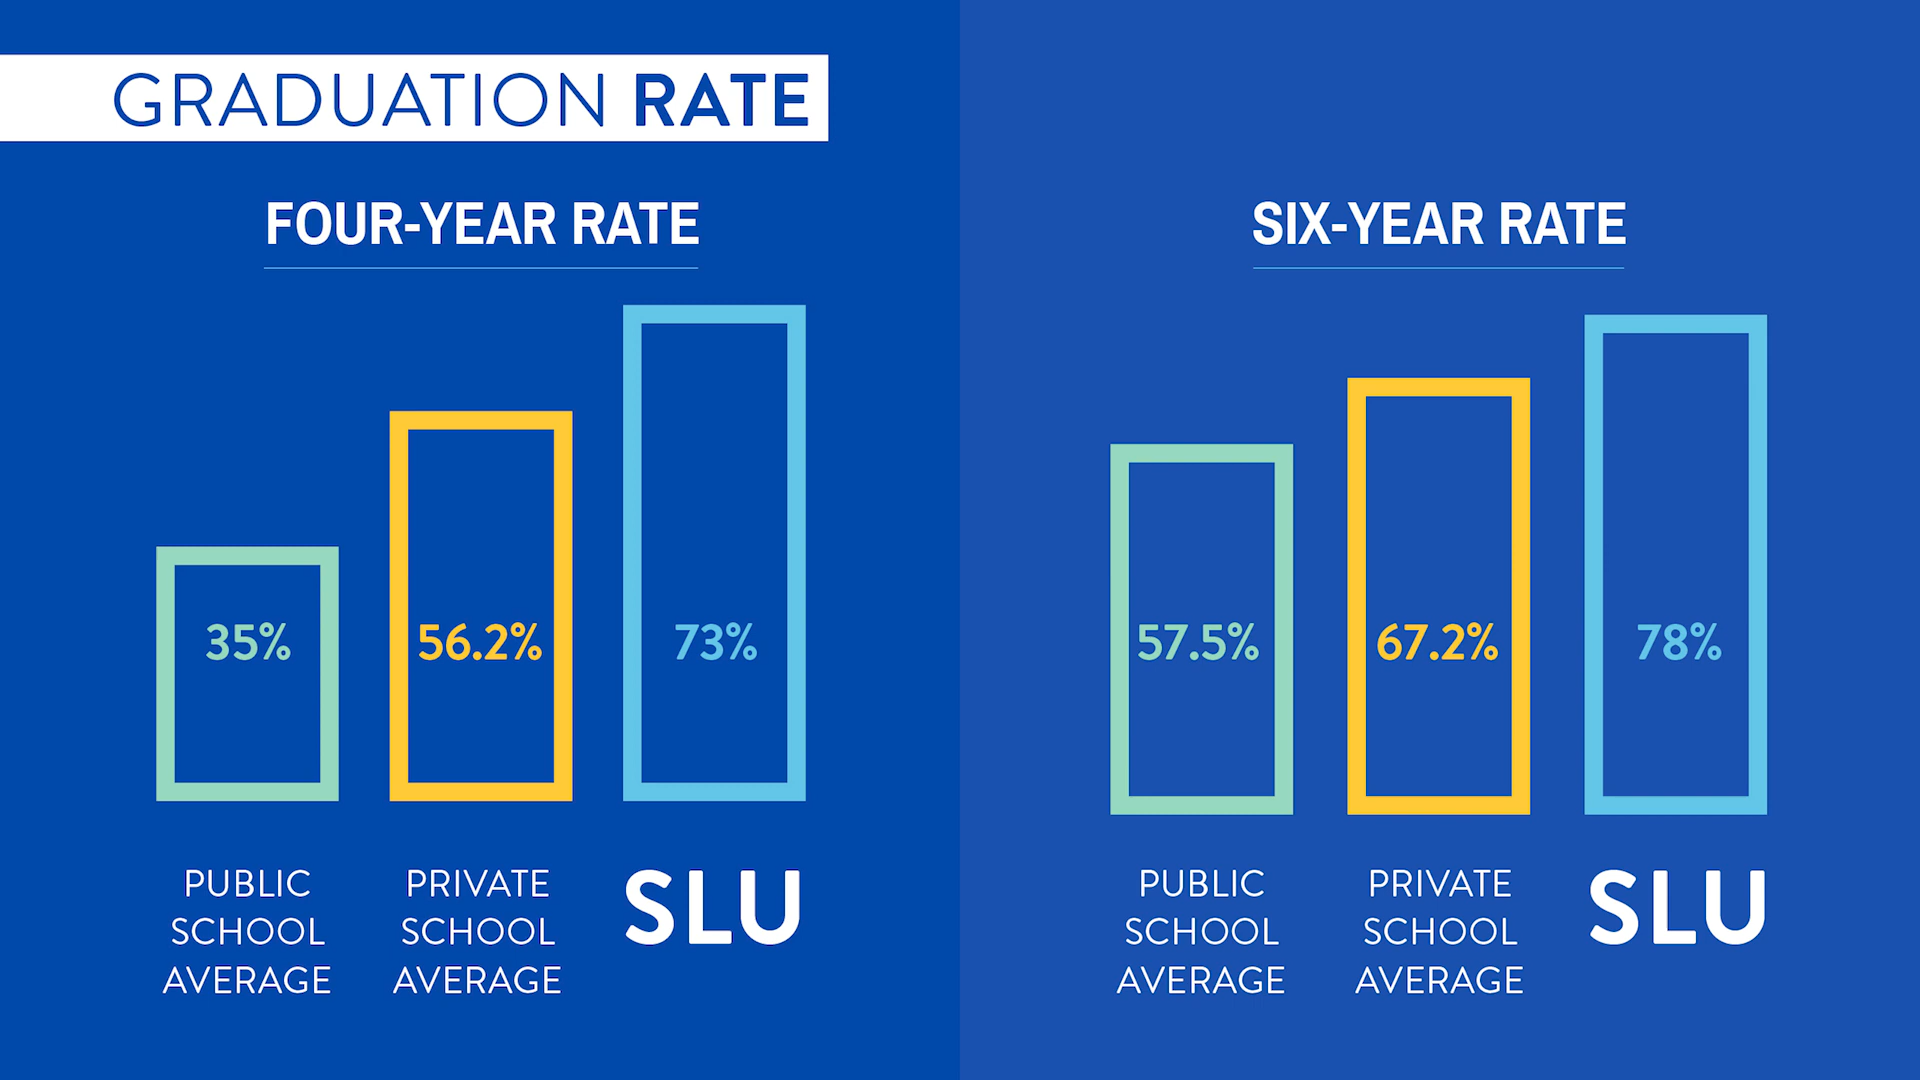 GRADUATION RATE
FOUR-YEAR RATE
35%
56.2%
73%
PUBLIC
SCHOOL
AVERAGE
PRIVATE
SCHOOL
AVERAGE
SLU
SIX-YEAR RATE
57.5%
67.2%
78%
PUBLIC
SCHOOL
AVERAGE
PRIVATE
SCHOOL
AVERAGE
SLU